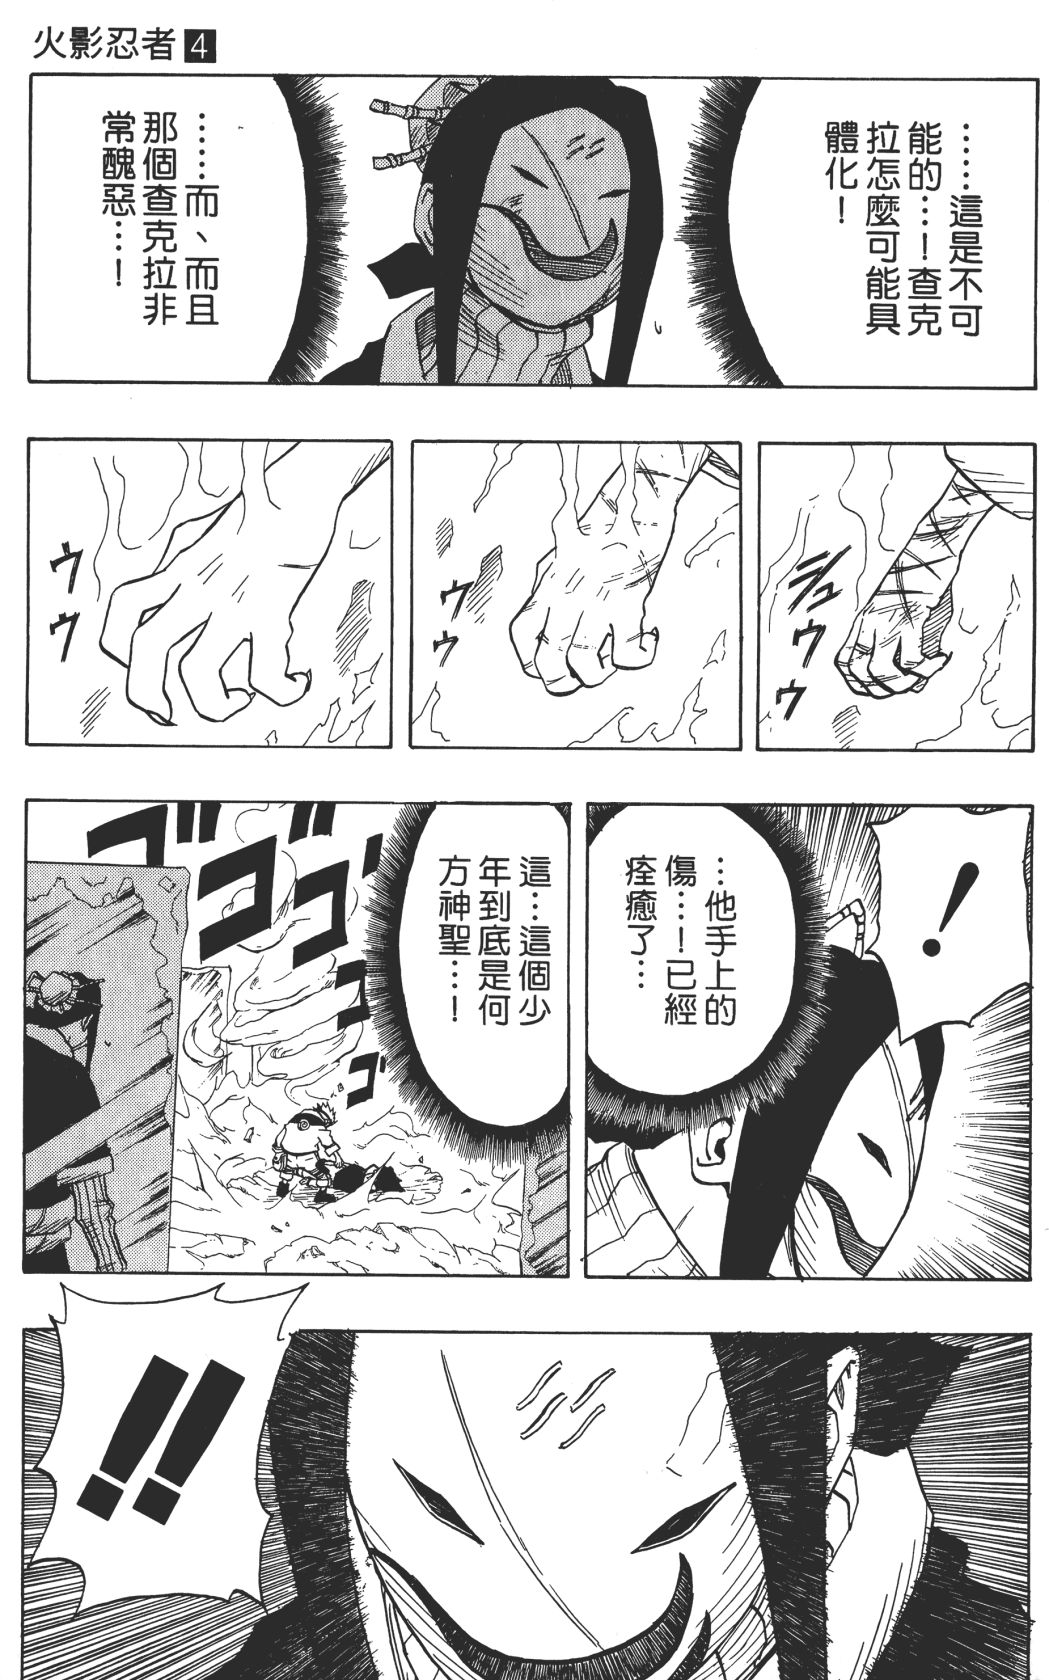 火影忍者4
……這是不可
能的…！查克
拉怎麼可能具
體化！
……而、而且
那個查克拉非
常醜惡…！
シュ
ウ
ウ
ウ
ウ
ウ
ウ
！
…他手上的
傷…！已經
痊癒了…
這…這個少
年到底是何
方神聖…！
ゴゴゴ
ゴゴゴ
！！